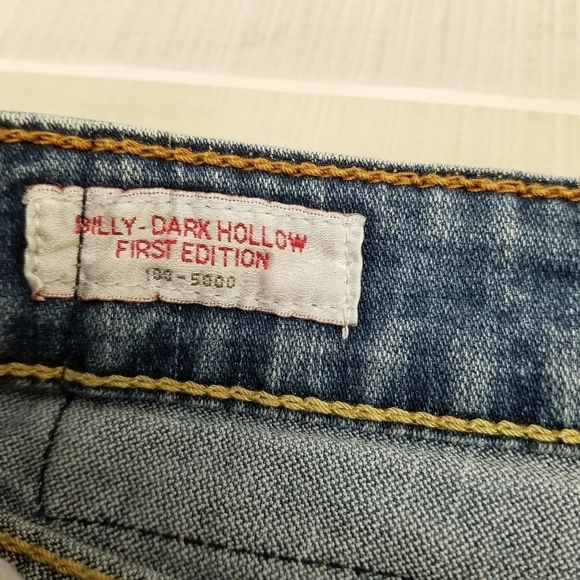 BILLY-DARK HOLLOW
FIRST EDITION
100-5000